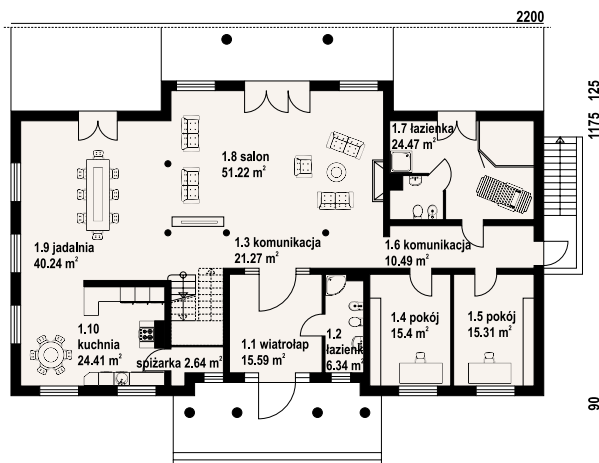 2200
125
1175
1.7 łazienka
24.47 m²
1.8 salon
51.22 m²
1.3 komunikacja
21.27 m²
1.6 komunikacja
10.49 m²
1.9 jadalnia
40.24 m²
1.10
kuchnia
24.41 m²
spiżarka 2.64 m²
1.1 wiatrołap
15.59 m²
1.2
łazienka
6.34 m²
1.4 pokój
15.4 m²
1.5 pokój
15.31 m²
90